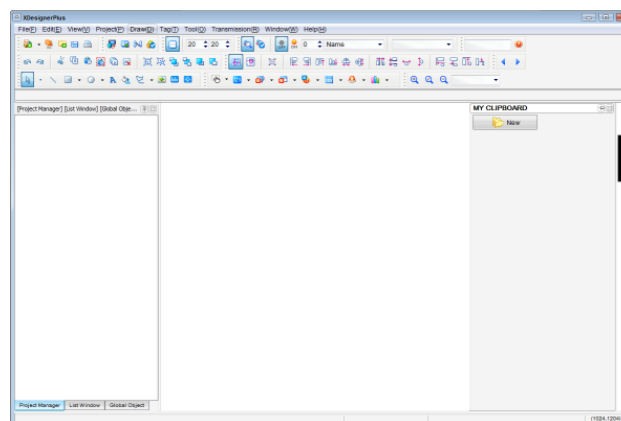 XDesignerPlus
File(F) Edit(E) View(V) Project(P) Draw(D) Tag(T) Tool(O) Transmission(R) Window(W) Help(H)
20 20 0 Name
A
[Project Manager] [List Window] [Global Obje...
MY CLIPBOARD
New
Project Manager List Window Global Object
(1024,1204)